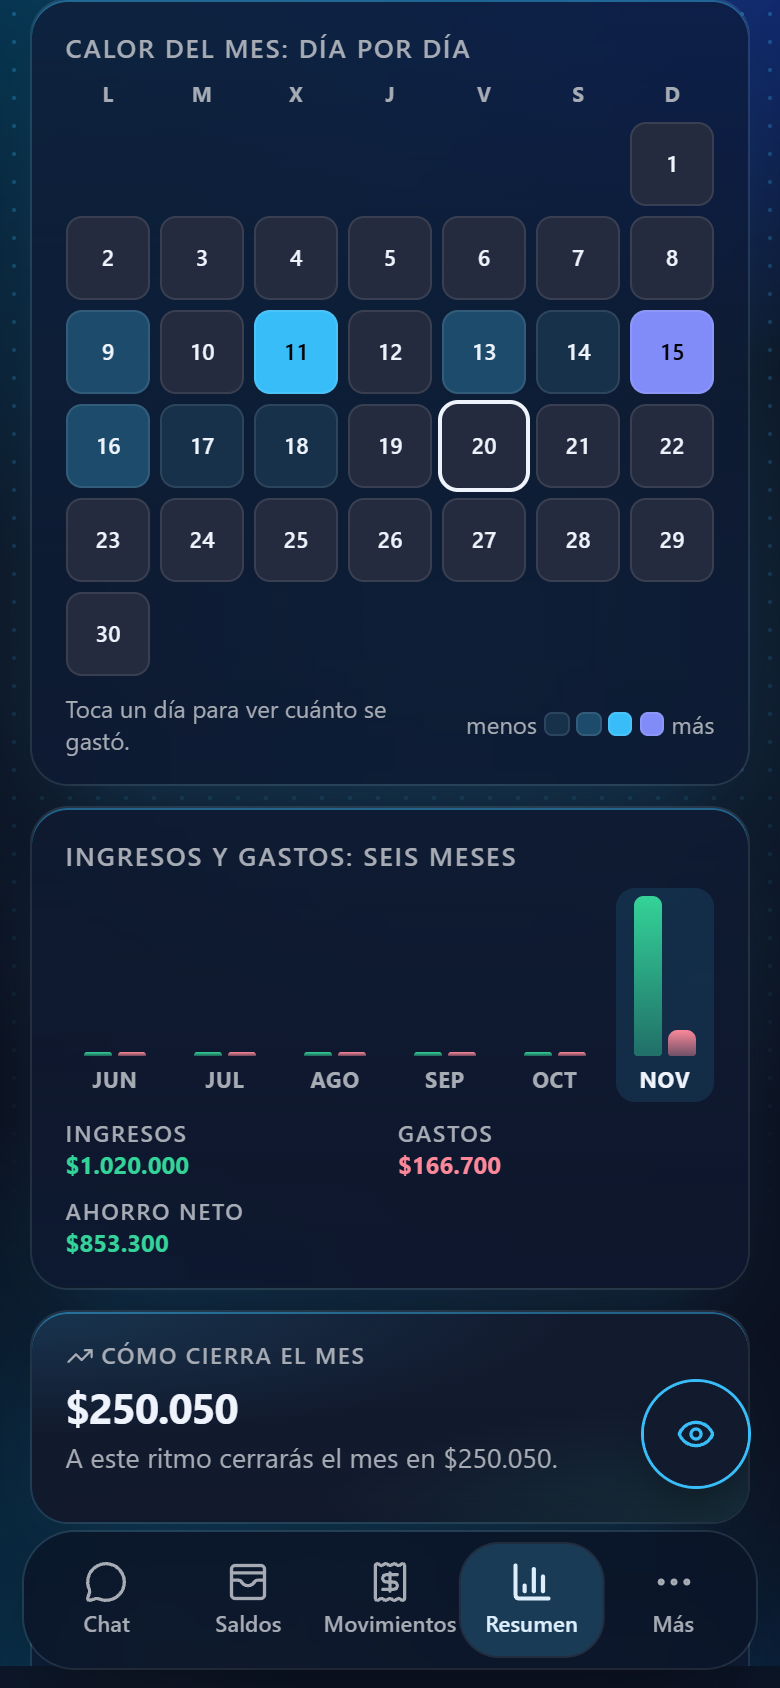 CALOR DEL MES: DÍA POR DÍA
L M X J V S D
1
2 3 4 5 6 7 8
9 10 11 12 13 14 15
16 17 18 19 20 21 22
23 24 25 26 27 28 29
30
Toca un día para ver cuánto se
gastó.
menos más
INGRESOS Y GASTOS: SEIS MESES
JUN JUL AGO SEP OCT NOV
INGRESOS GASTOS
$1.020.000 $166.700
AHORRO NETO
$853.300
CÓMO CIERRA EL MES
$250.050
A este ritmo cerrarás el mes en $250.050.
Chat Saldos Movimientos Resumen Más